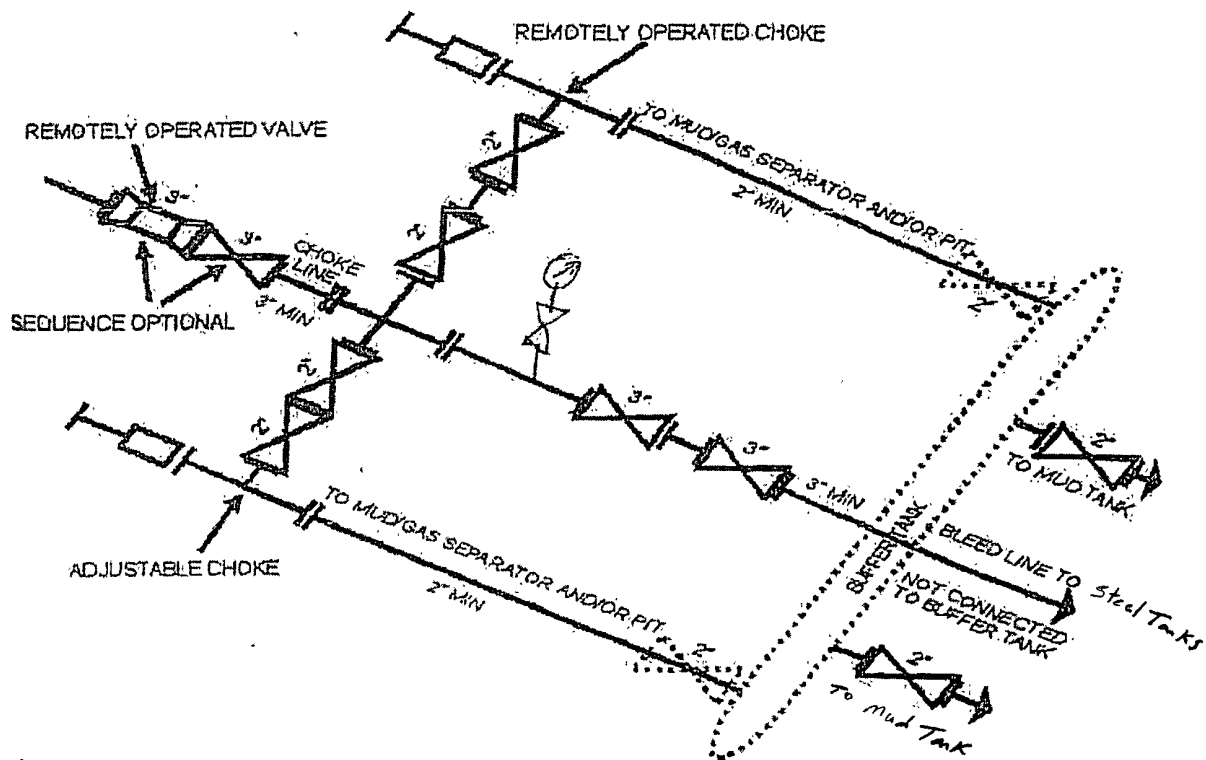 REMOTELY OPERATED CHOKE
REMOTELY OPERATED VALVE
TO MUD/GAS SEPARATOR AND/OR PIT
2" MIN
2"
2"
3"
3"
CHOKE
LINE
3" MIN
SEQUENCE OPTIONAL
2"
2"
2"
3"
3"
3" MIN
2"
TO MUD TANK
2"
BUFFER TANK
BLEED LINE TO Steel Tanks
NOT CONNECTED
TO BUFFER TANK
TO MUD/GAS SEPARATOR AND/OR PIT
2" MIN
ADJUSTABLE CHOKE
2"
2"
To Mud Tank